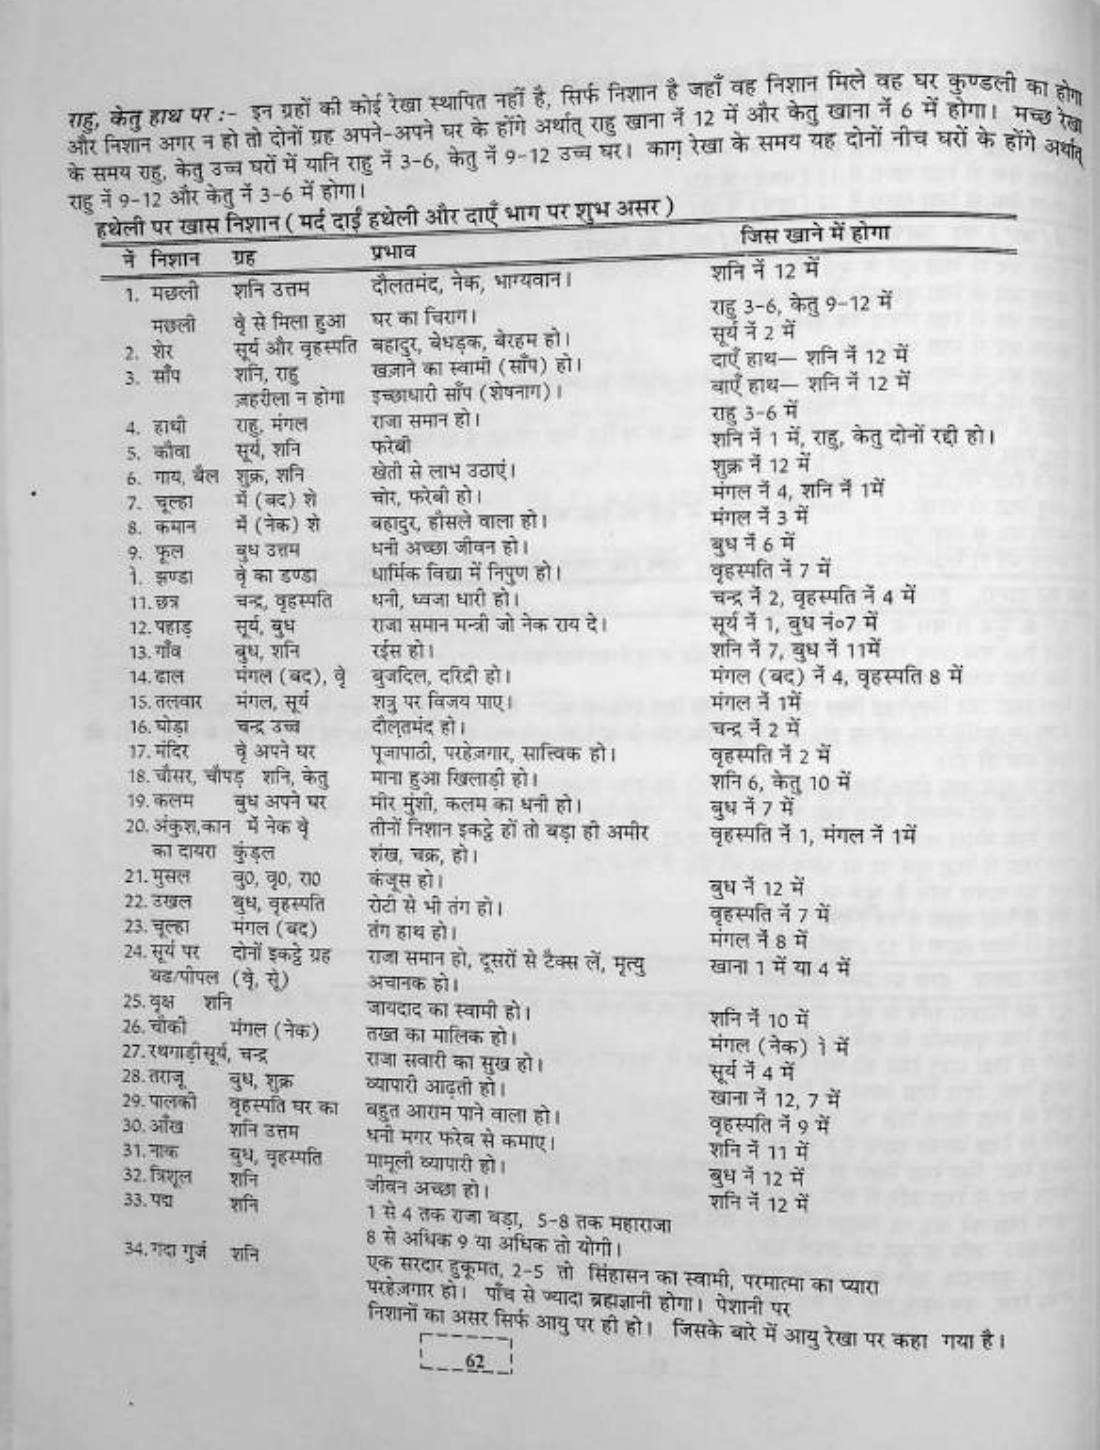 राहु, केतु हाथ पर :- इन ग्रहों की कोई रेखा स्थापित नहीं है, सिर्फ निशान है जहाँ वह निशान मिले वह घर कुण्डली का होगा
और निशान अगर न हो तो दोनों ग्रह अपने-अपने घर के होंगे अर्थात् राहु खाना नें 12 में और केतु खाना नें 6 में होगा। मच्छ रेखा
के समय राहु, केतु उच्च घरों में यानि राहु नें 3-6, केतु नें 9-12 उच्च घर। काग़ रेखा के समय यह दोनों नीच घरों के होंगे अर्थात्
राहु नें 9-12 और केतु नें 3-6 में होगा।
हथेली पर खास निशान ( मर्द दाईं हथेली और दाएँ भाग पर शुभ असर )
नें निशान ग्रह प्रभाव जिस खाने में होगा
1. मछली शनि उत्तम दौलतमंद, नेक, भाग्यवान। शनि नें 12 में
मछली वृे से मिला हुआ घर का चिराग। राहु 3-6, केतु 9-12 में
2. शेर सूर्य और वृहस्पति बहादुर, बेधड़क, बेरहम हो। सूर्य नें 2 में
3. साँप शनि, राहु खज़ाने का स्वामी (साँप) हो। दाएँ हाथ— शनि नें 12 में
ज़हरीला न होगा इच्छाधारी साँप (शेषनाग)। बाएँ हाथ— शनि नें 12 में
4. हाथी राहु, मंगल राजा समान हो। राहु 3-6 में
5. कौवा सूर्य, शनि फरेबी शनि नें 1 में, राहु, केतु दोनों रद्दी हो।
6. गाय, बैल शुक्र, शनि खेती से लाभ उठाएं। शुक्र नें 12 में
7. चूल्हा में (बद) शे चोर, फरेबी हो। मंगल नें 4, शनि नें 1में
8. कमान में (नेक) शे बहादुर, हौसले वाला हो। मंगल नें 3 में
9. फूल बुध उत्तम धनी अच्छा जीवन हो। बुध नें 6 में
1. झण्डा वृे का डण्डा धार्मिक विद्या में निपुण हो। वृहस्पति नें 7 में
11. छत्र चन्द्र, वृहस्पति धनी, ध्वजा धारी हो। चन्द्र नें 2, वृहस्पति नें 4 में
12. पहाड़ सूर्य, बुध राजा समान मन्त्री जो नेक राय दे। सूर्य नें 1, बुध नं०7 में
13. गाँव बुध, शनि रईस हो। शनि नें 7, बुध नें 11में
14. ढाल मंगल (बद), वृे बुजदिल, दरिद्री हो। मंगल (बद) नें 4, वृहस्पति 8 में
15. तलवार मंगल, सूर्य शत्रु पर विजय पाए। मंगल नें 1में
16. घोड़ा चन्द्र उच्च दौलतमंद हो। चन्द्र नें 2 में
17. मंदिर वृे अपने घर पूजापाठी, परहेज़गार, सात्त्विक हो। वृहस्पति नें 2 में
18. चौसर, चौपड़ शनि, केतु माना हुआ खिलाड़ी हो। शनि 6, केतु 10 में
19. कलम बुध अपने घर मीर मुंशी, कलम का धनी हो। बुध नें 7 में
20. अंकुश,कान में नेक वृे तीनों निशान इकट्ठे हों तो बड़ा ही अमीर वृहस्पति नें 1, मंगल नें 1में
का दायरा कुंड़ल शंख, चक्र, हो।
21. मुसल बु0, वृ0, रा0 कंजूस हो। बुध नें 12 में
22. उखल बुध, वृहस्पति रोटी से भी तंग हो। वृहस्पति नें 7 में
23. चूल्हा मंगल (बद) तंग हाथ हो। मंगल नें 8 में
24. सूर्य पर दोनों इकट्ठे ग्रह राजा समान हो, दूसरों से टैक्स लें, मृत्यु खाना 1 में या 4 में
बड/पीपल (वृे, सू) अचानक हो।
25. वृक्ष शनि जायदाद का स्वामी हो। शनि नें 10 में
26. चौकी मंगल (नेक) तख्त का मालिक हो। मंगल (नेक) 1 में
27. रथगाड़ी सूर्य, चन्द्र राजा सवारी का सुख हो। सूर्य नें 4 में
28. तराजू बुध, शुक्र व्यापारी आढ़ती हो। खाना नें 12, 7 में
29. पालकी वृहस्पति घर का बहुत आराम पाने वाला हो। वृहस्पति नें 9 में
30. आँख शनि उत्तम धनी मगर फरेब से कमाए। शनि नें 11 में
31. नाक बुध, वृहस्पति मामूली व्यापारी हो। बुध नें 12 में
32. त्रिशूल शनि जीवन अच्छा हो। शनि नें 12 में
33. पद्म शनि 1 से 4 तक राजा बड़ा, 5-8 तक महाराजा
8 से अधिक 9 या अधिक तो योगी।
34. गदा गुर्ज शनि एक सरदार हुकूमत, 2-5 तो सिंहासन का स्वामी, परमात्मा का प्यारा
परहेज़गार हो। पाँच से ज्यादा ब्रह्मज्ञानी होगा। पेशानी पर
निशानों का असर सिर्फ आयु पर ही हो। जिसके बारे में आयु रेखा पर कहा गया है।
62